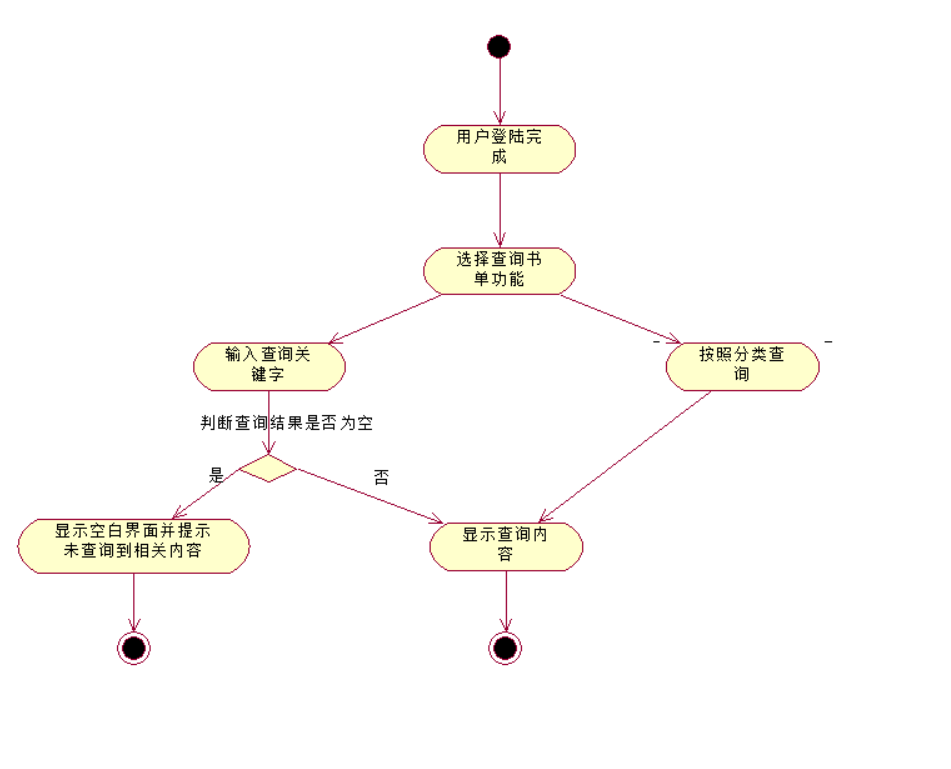 用户登陆完
成
选择查询书
单功能
输入查询关
键字
按照分类查
询
判断查询结果是否为空
是
否
显示空白界面并提示
未查询到相关内容
显示查询内
容